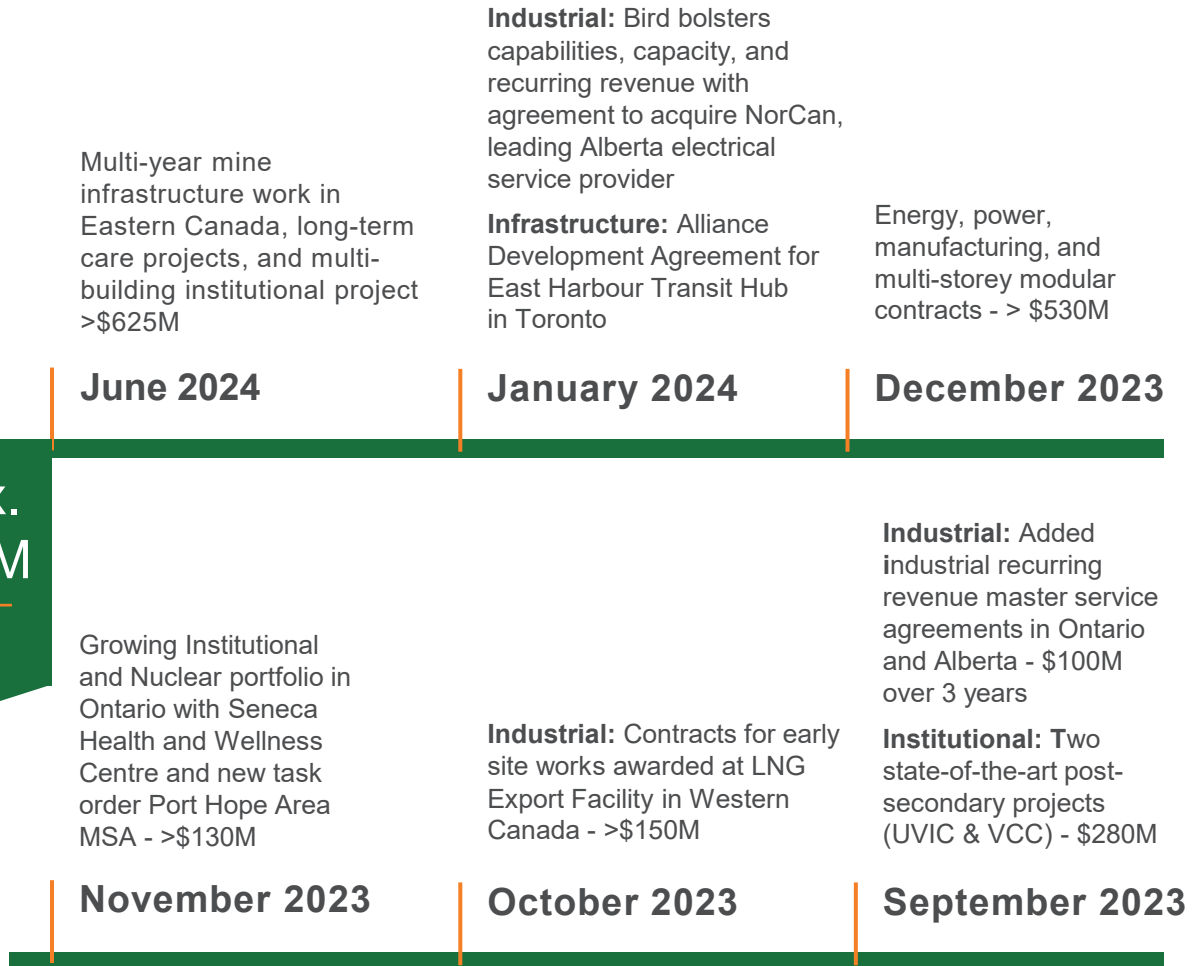 Multi-year mine
infrastructure work in
Eastern Canada, long-term
care projects, and multi-
building institutional project
>$625M
June 2024
Industrial: Bird bolsters
capabilities, capacity, and
recurring revenue with
agreement to acquire NorCan,
leading Alberta electrical
service provider
Infrastructure: Alliance
Development Agreement for
East Harbour Transit Hub
in Toronto
January 2024
Energy, power,
manufacturing, and
multi-storey modular
contracts - > $530M
December 2023
M
Growing Institutional
and Nuclear portfolio in
Ontario with Seneca
Health and Wellness
Centre and new task
order Port Hope Area
MSA - >$130M
November 2023
Industrial: Contracts for early
site works awarded at LNG
Export Facility in Western
Canada - >$150M
October 2023
Industrial: Added
industrial recurring
revenue master service
agreements in Ontario
and Alberta - $100M
over 3 years
Institutional: Two
state-of-the-art post-
secondary projects
(UVIC & VCC) - $280M
September 2023